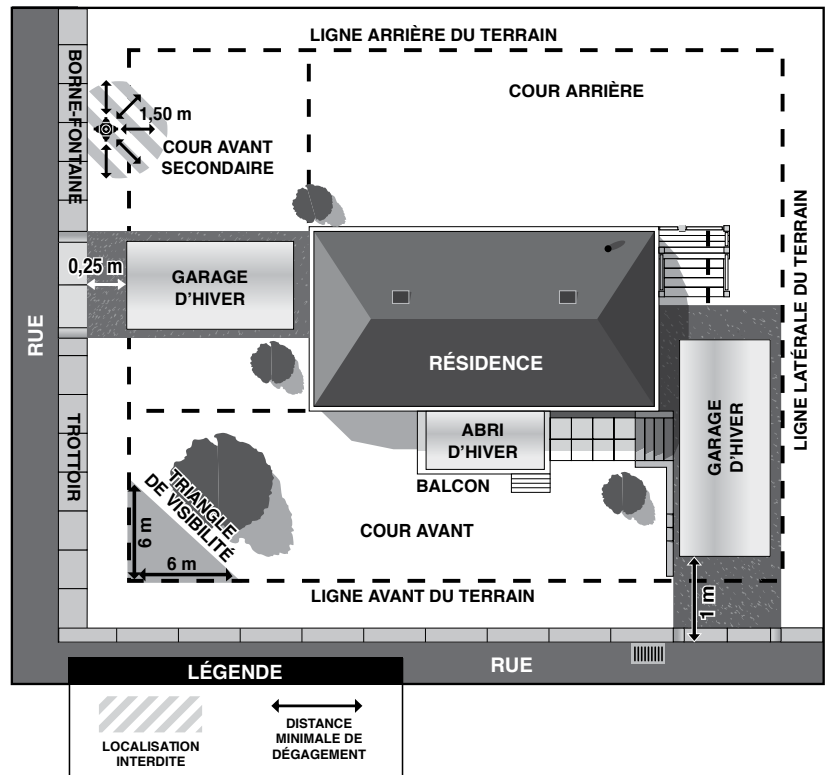 LIGNE ARRIÈRE DU TERRAIN
BORNE-FONTAINE
COUR ARRIÈRE
1,50 m
COUR AVANT
SECONDAIRE
LIGNE LATÉRALE DU TERRAIN
0,25 m
GARAGE
D'HIVER
RUE
RÉSIDENCE
GARAGE
D'HIVER
ABRI
D'HIVER
TROTTOIR
BALCON
TRIANGLE
DE VISIBILITÉ
6 m
COUR AVANT
6 m
LIGNE AVANT DU TERRAIN
1 m
RUE
LÉGENDE
LOCALISATION
INTERDITE
DISTANCE
MINIMALE DE
DÉGAGEMENT